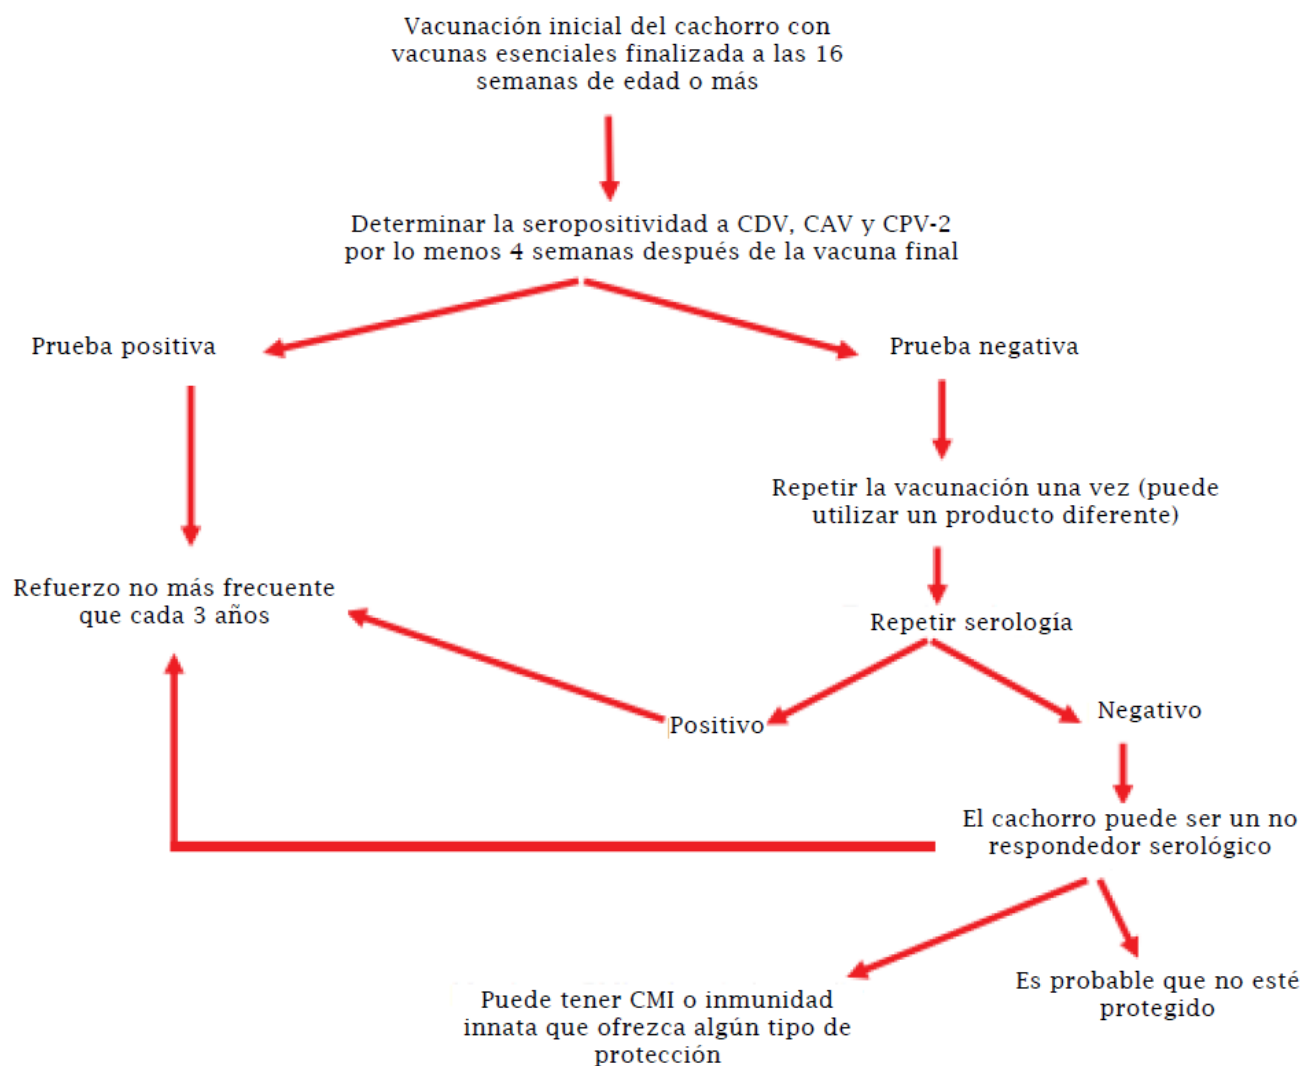 Vacunación inicial del cachorro con
vacunas esenciales finalizada a las 16
semanas de edad o más
Determinar la seropositividad a CDV, CAV y CPV-2
por lo menos 4 semanas después de la vacuna final
Prueba positiva
Prueba negativa
Repetir la vacunación una vez (puede
utilizar un producto diferente)
Refuerzo no más frecuente
que cada 3 años
Repetir serología
Positivo
Negativo
El cachorro puede ser un no
respondedor serológico
Es probable que no esté
protegido
Puede tener CMI o inmunidad
innata que ofrezca algún tipo de
protección